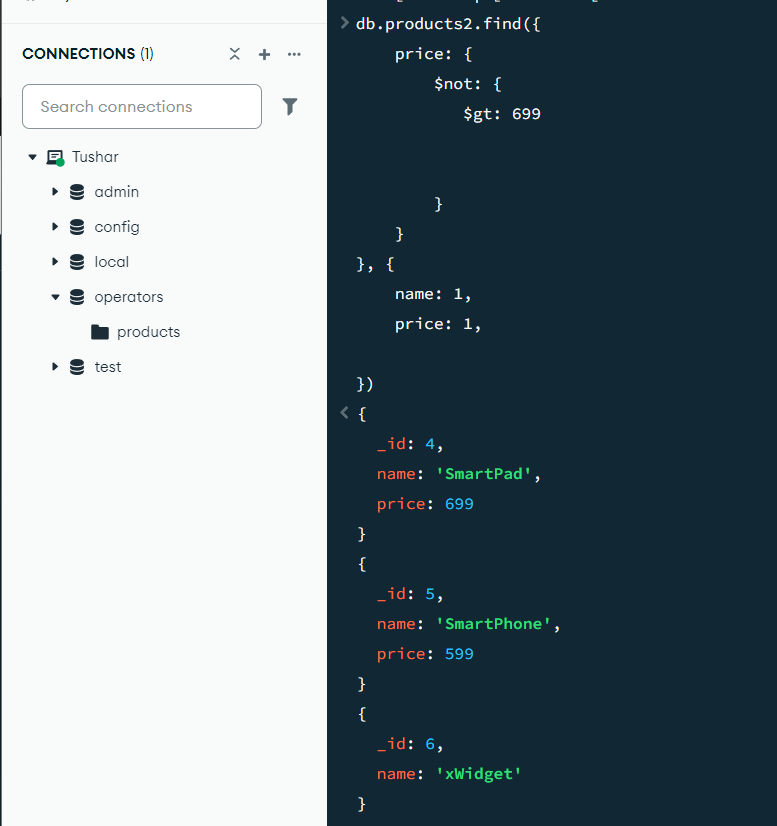 CONNECTIONS (1)
Search connections
Tushar
admin
config
local
operators
products
test
db.products2.find({
price: {
$not: {
$gt: 699
}
}
}, {
name: 1,
price: 1,
})
{
_id: 4,
name: 'SmartPad',
price: 699
}
{
_id: 5,
name: 'SmartPhone',
price: 599
}
{
_id: 6,
name: 'xWidget'
}